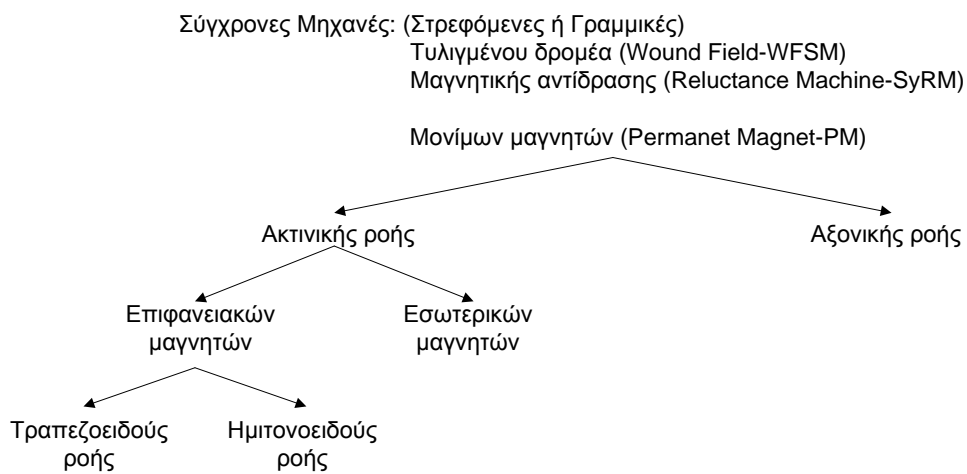 Σύγχρονες Μηχανές: (Στρεφόμενες ή Γραμμικές)
Τυλιγμένου δρομέα (Wound Field-WFSM)
Μαγνητικής αντίδρασης (Reluctance Machine-SyRM)
Μονίμων μαγνητών (Permanet Magnet-PM)
Ακτινικής ροής
Αξονικής ροής
Επιφανειακών
μαγνητών
Εσωτερικών
μαγνητών
Τραπεζοειδούς
ροής
Ημιτονοειδούς
ροής